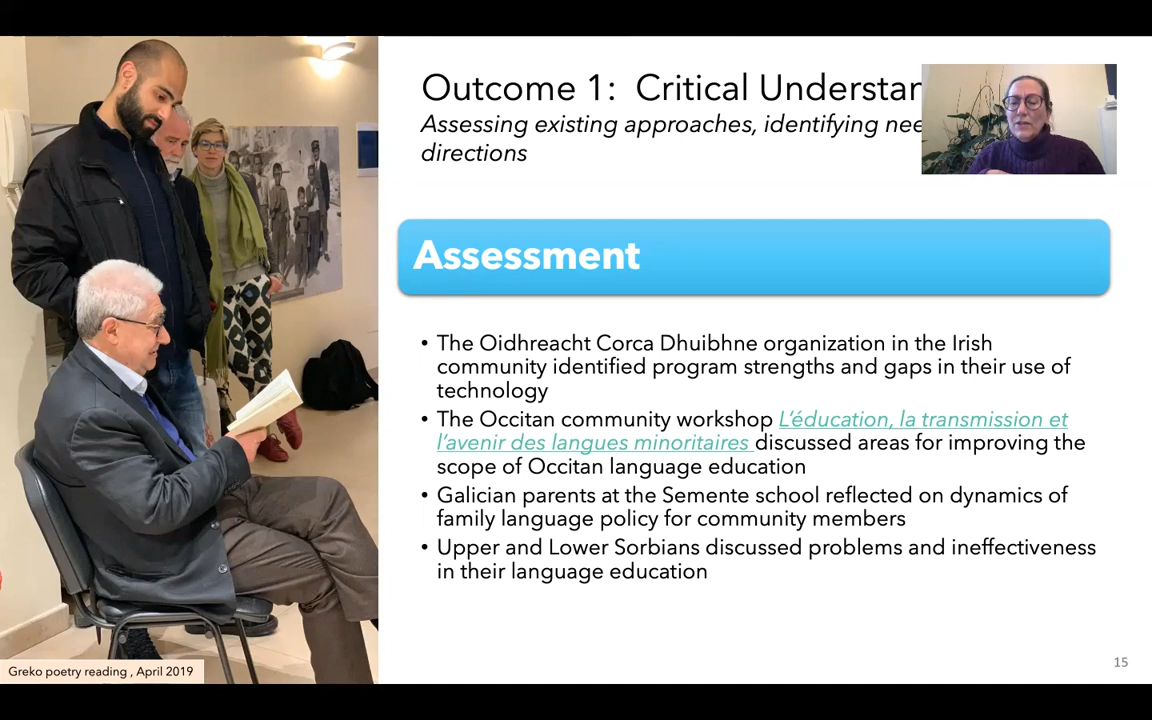 Outcome 1: Critical Understan
Assessing existing approaches, identifying nee
directions
Assessment
• The Oidhreacht Corca Dhuibhne organization in the Irish
community identified program strengths and gaps in their use of
technology
• The Occitan community workshop L'éducation, la transmission et
l'avenir des langues minoritaires discussed areas for improving the
scope of Occitan language education
• Galician parents at the Semente school reflected on dynamics of
family language policy for community members
• Upper and Lower Sorbians discussed problems and ineffectiveness
in their language education
Greko poetry reading , April 2019
15